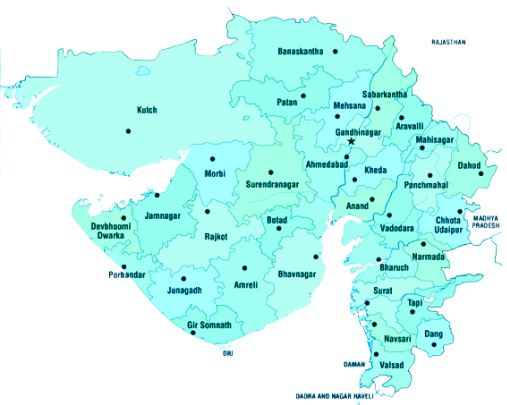 Banaskantha
RAJASTHAN
Patan
Sabarkantha
Mehsana
Kutch
Aravalli
Gandhinagar
Mahisagar
Ahmedabad
Kheda
Dahod
Morbi
Surendranagar
Panchmahal
Anand
Jamnagar
Botad
Chhota
Udaipur
MADHYA
PRADESH
Devbhoomi
Dwarka
Rajkot
Vadodara
Narmada
Porbandar
Bhavnagar
Bharuch
Junagadh
Amreli
Surat
Tapi
Gir Somnath
Navsari
Dang
DIU
DAMAN
Valsad
DADRA AND NAGAR HAVELI